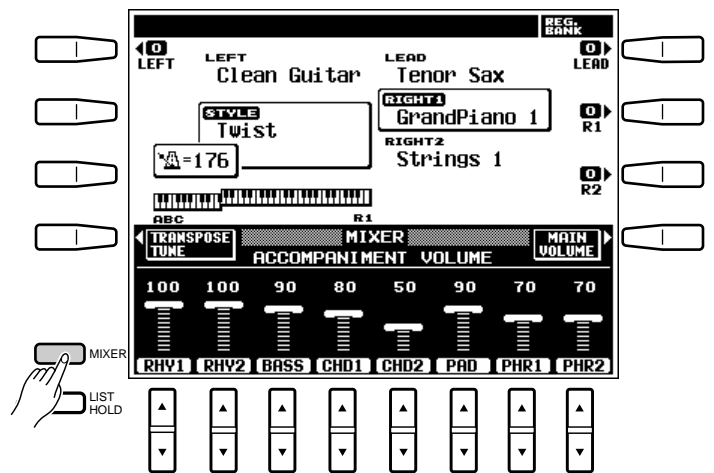 REG.
BANK
0
LEFT
LEFT
Clean Guitar
LEAD
Tenor Sax
0
LEAD
STYLE
Twist
=176
RIGHT1
GrandPiano 1
0
R1
RIGHT2
Strings 1
0
R2
ABC
R1
TRANSPOSE
TUNE
MIXER
ACCOMPANIMENT VOLUME
MAIN
VOLUME
100 100 90 80 50 90 70 70
RHY1 RHY2 BASS CHD1 CHD2 PAD PHR1 PHR2
MIXER
LIST
HOLD